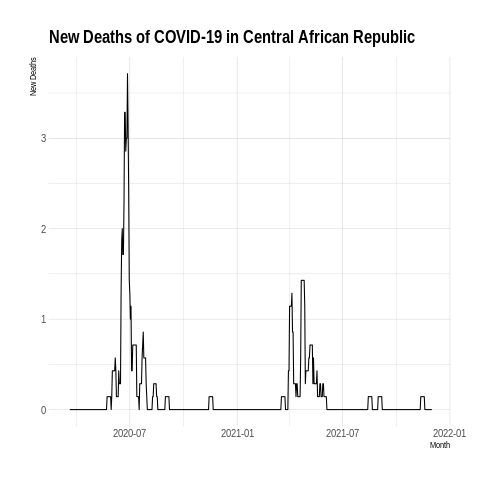 New Deaths of COVID-19 in Central African Republic
New Deaths
3
2
1
0
2020-07 2021-01 2021-07 2022-01
Month